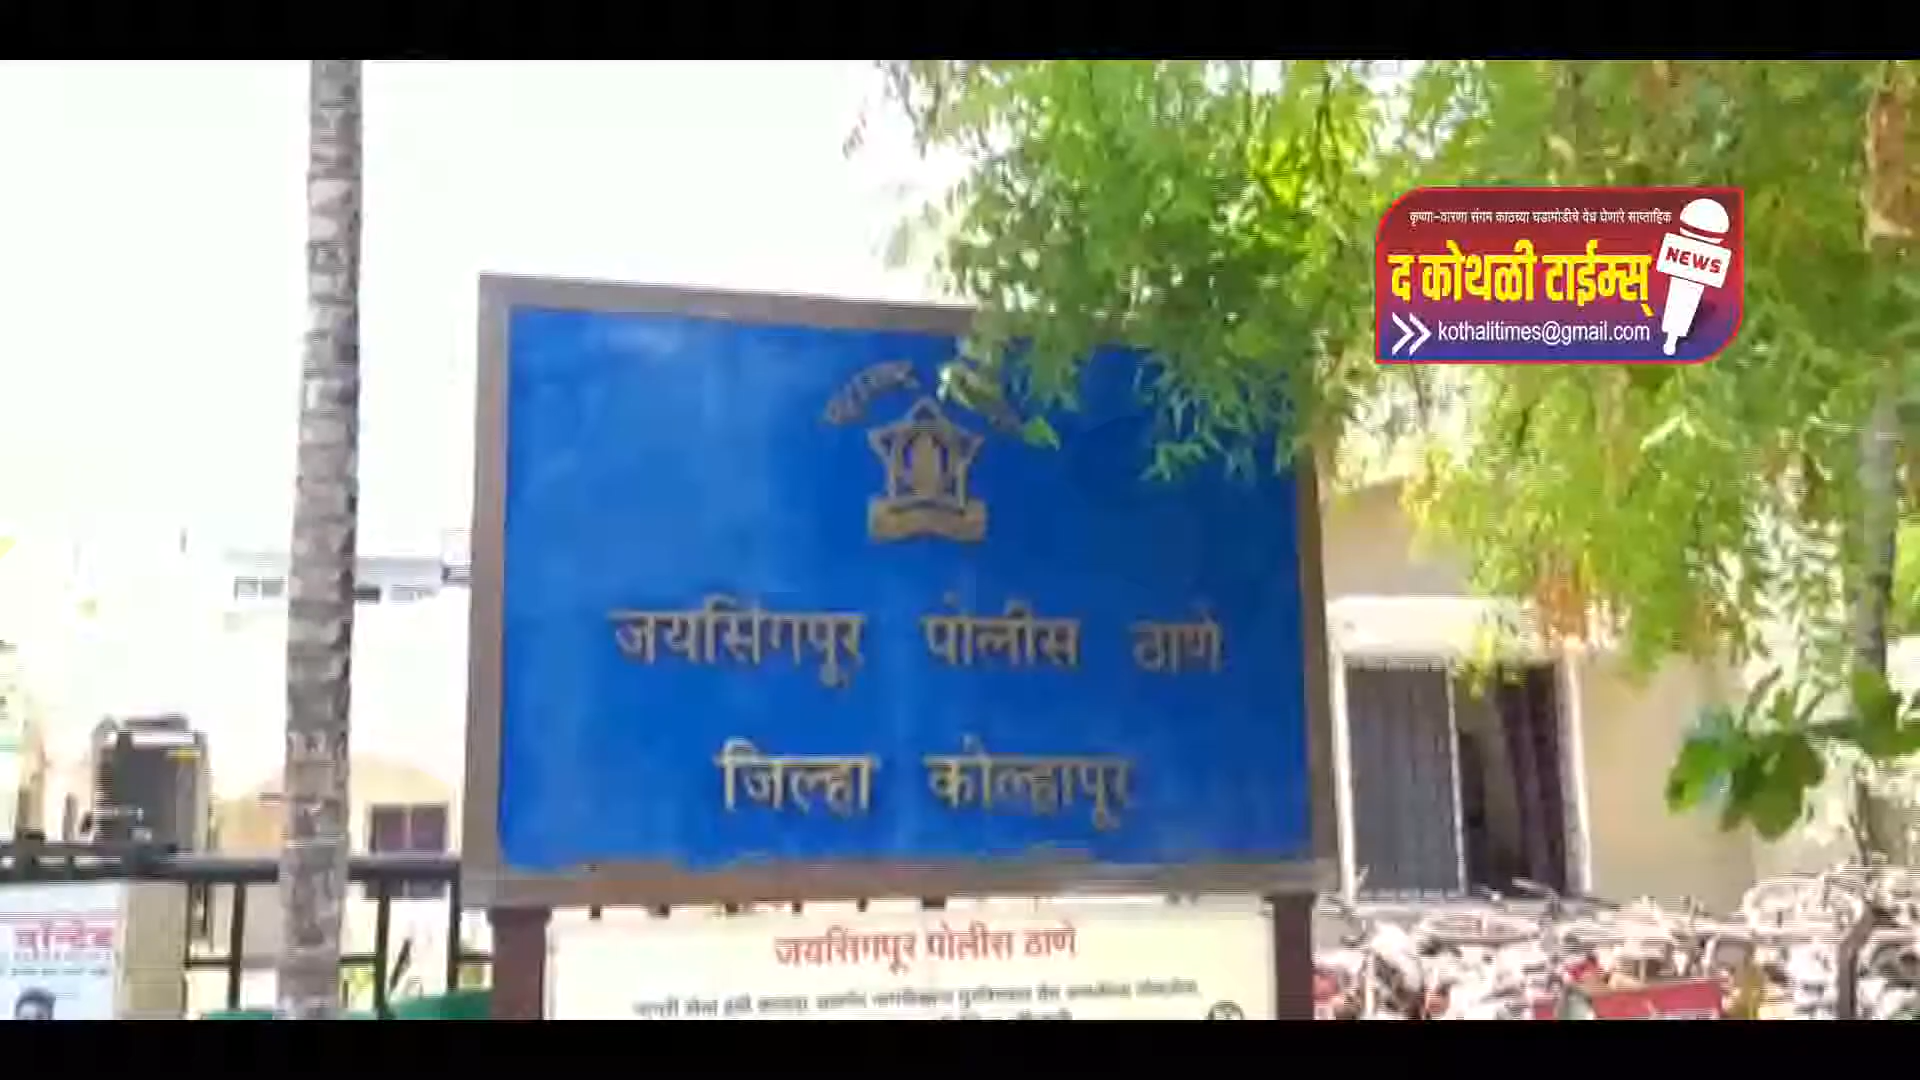 कृष्णा-वारणा संगम काठच्या घडामोडींचे वेध घेणारे साप्ताहिक
द कोथळी टाईम्स्
NEWS
kothalitimes@gmail.com
जयसिंगपूर पोलीस ठाणे
जिल्हा कोल्हापूर
जयसिंगपूर पोलीस ठाणे